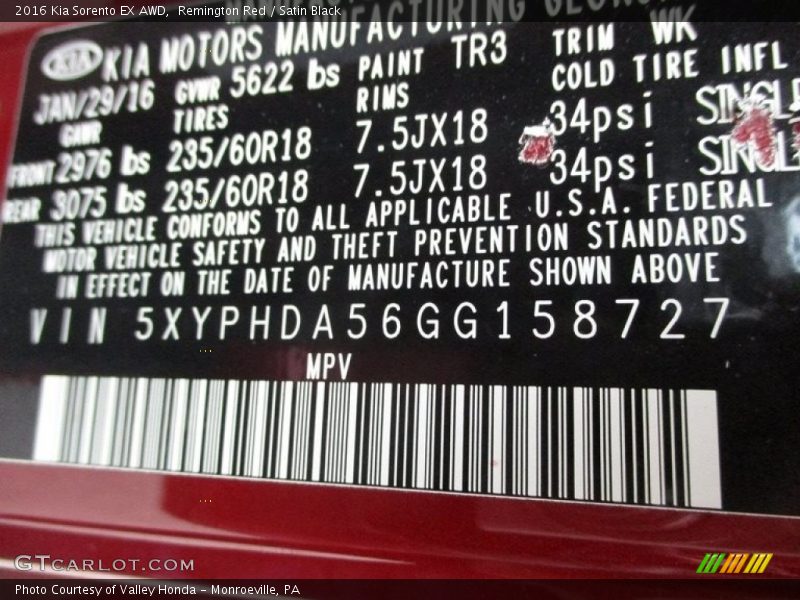 2016 Kia Sorento EX AWD,  Remington Red / Satin Black
KIA KIA MOTORS MANUFACTURING
JAN/29/16 GVWR 5622 lbs PAINT TR3 TRIM WK
GAWR TIRES RIMS COLD TIRE INFL
FRONT 2976 lbs 235/60R18 7.5JX18 34psi SINGLE
REAR 3075 lbs 235/60R18 7.5JX18 34psi SINGLE
THIS VEHICLE CONFORMS TO ALL APPLICABLE U.S.A. FEDERAL
MOTOR VEHICLE SAFETY AND THEFT PREVENTION STANDARDS
IN EFFECT ON THE DATE OF MANUFACTURE SHOWN ABOVE
VIN 5XYPHDA56GG158727
MPV
GTCARLOT.COM
Photo Courtesy of Valley Honda – Monroeville, PA